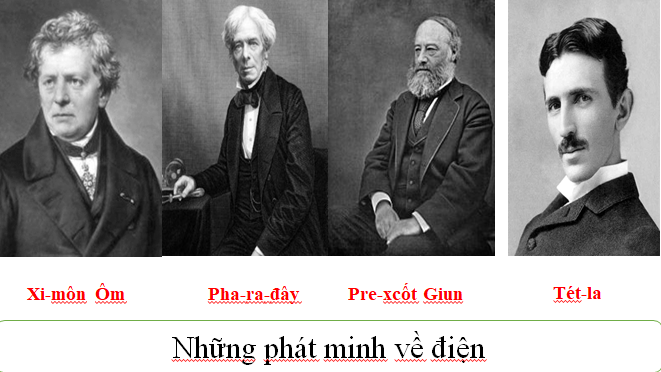 Xi-môn Ôm
Pha-ra-đây
Pre-xcốt Giun
Tét-la
Những phát minh về điện